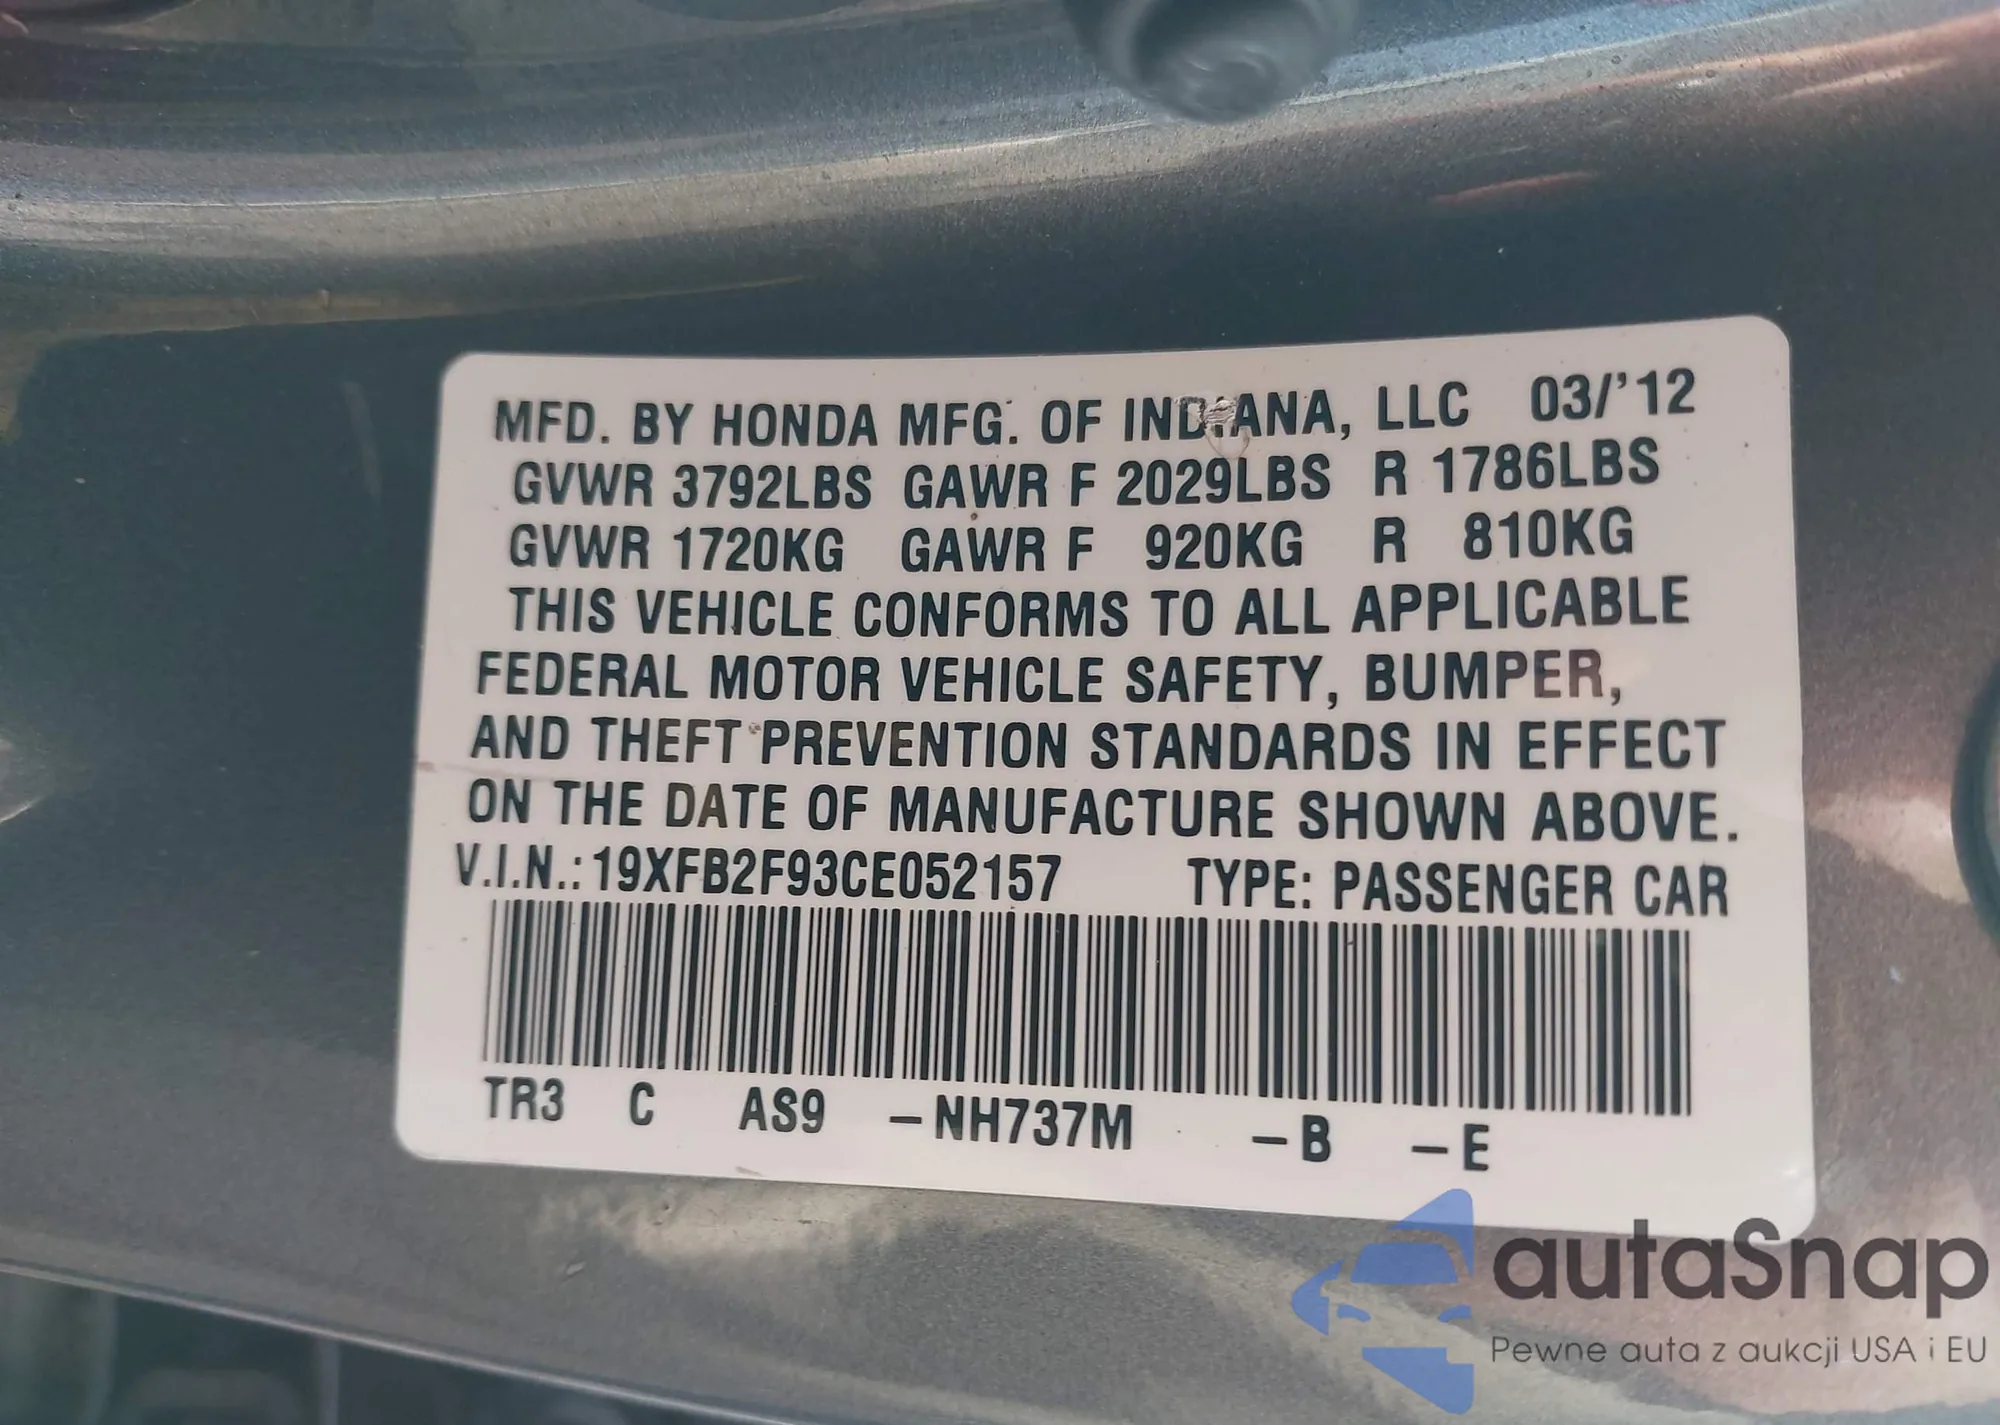 MFD. BY HONDA MFG. OF INDIANA, LLC 03/'12
GVWR 3792LBS GAWR F 2029LBS R 1786LBS
GVWR 1720KG GAWR F 920KG R 810KG
THIS VEHICLE CONFORMS TO ALL APPLICABLE
FEDERAL MOTOR VEHICLE SAFETY, BUMPER,
AND THEFT PREVENTION STANDARDS IN EFFECT
ON THE DATE OF MANUFACTURE SHOWN ABOVE.
V.I.N.: 19XFB2F93CE052157 TYPE: PASSENGER CAR
TR3 C AS9 –NH737M –B –E
autaSnap
Pewne auta z aukcji USA i EU